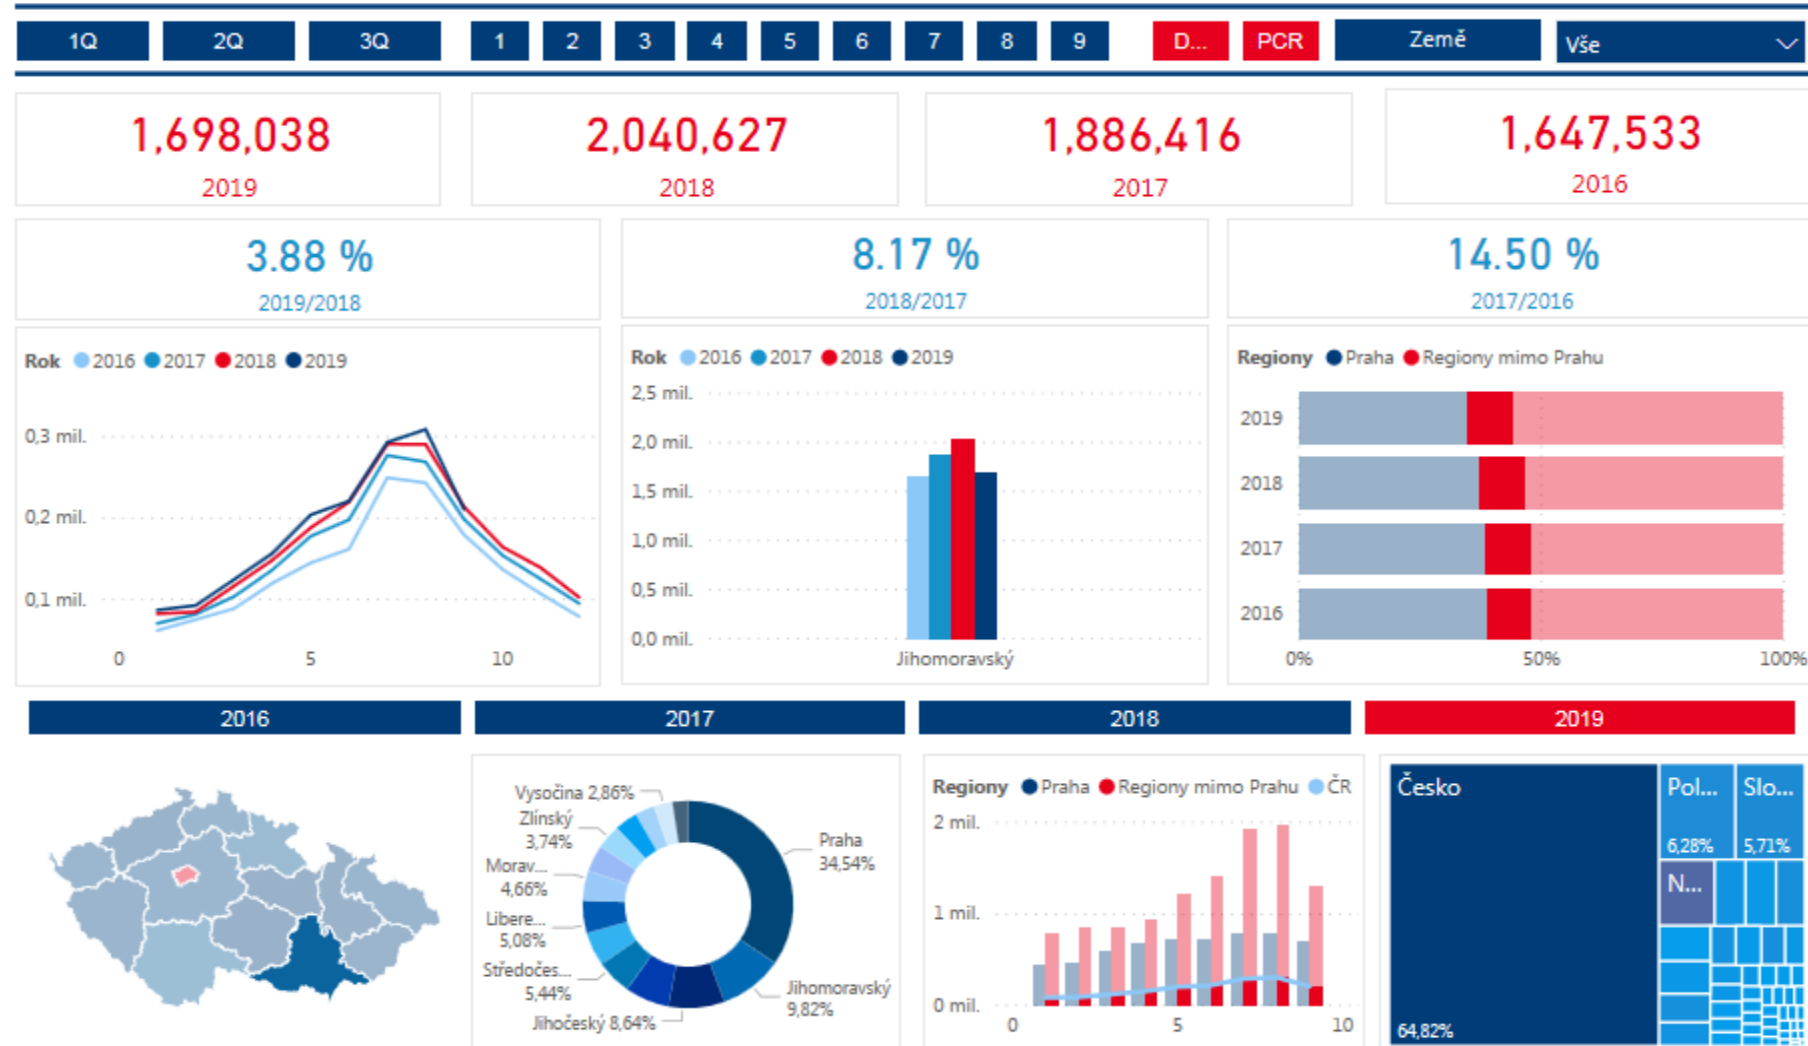 1Q 2Q 3Q 1 2 3 4 5 6 7 8 9 D... PCR Země Vše
1,698,038
2019
2,040,627
2018
1,886,416
2017
1,647,533
2016
3.88 %
2019/2018
8.17 %
2018/2017
14.50 %
2017/2016
Rok 2016 2017 2018 2019
0,3 mil.
0,2 mil.
0,1 mil.
0 5 10
Rok 2016 2017 2018 2019
2,5 mil.
2,0 mil.
1,5 mil.
1,0 mil.
0,5 mil.
0,0 mil.
Jihomoravský
Regiony Praha Regiony mimo Prahu
2019
2018
2017
2016
0% 50% 100%
2016 2017 2018 2019
Vysočina 2,86%
Zlínský
3,74%
Morav...
4,66%
Libere...
5,08%
Středočes...
5,44%
Jihočeský 8,64%
Praha
34,54%
Jihomoravský
9,82%
Regiony Praha Regiony mimo Prahu ČR
2 mil.
1 mil.
0 mil.
0 5 10
Česko
64,82%
Pol...
6,28%
Slo...
5,71%
N...